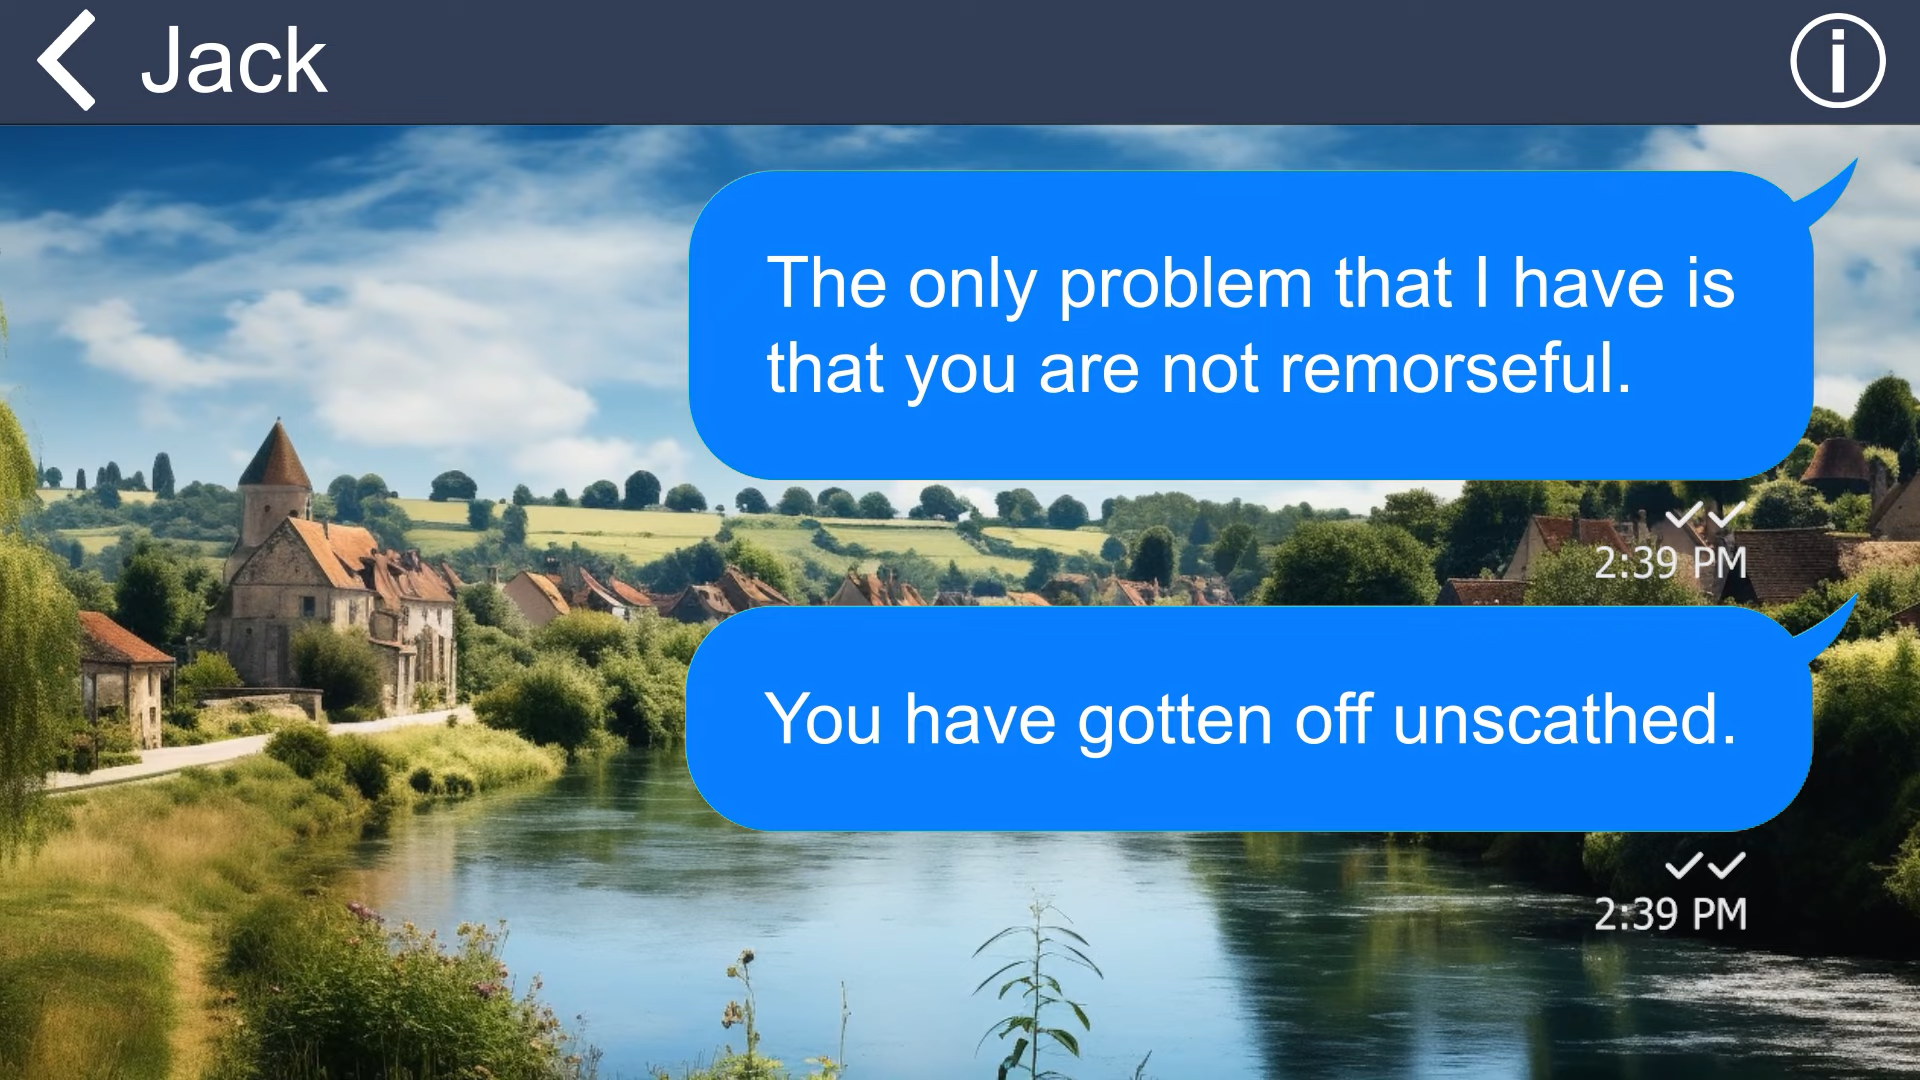 Jack
The only problem that I have is
that you are not remorseful.
2:39 PM
You have gotten off unscathed.
2:39 PM